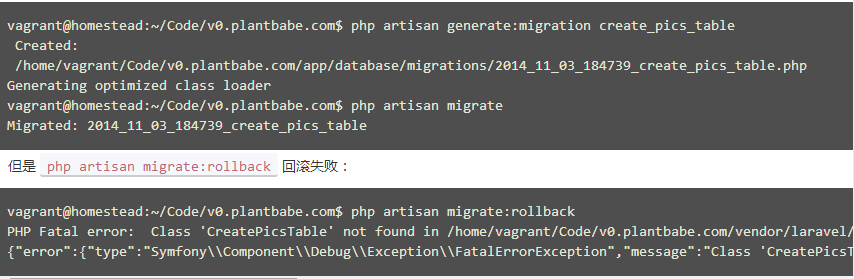 vagrant@homestead:~/Code/v0.plantbabe.com$ php artisan generate:migration create_pics_table
Created:
/home/vagrant/Code/v0.plantbabe.com/app/database/migrations/2014_11_03_184739_create_pics_table.php
Generating optimized class loader
vagrant@homestead:~/Code/v0.plantbabe.com$ php artisan migrate
Migrated: 2014_11_03_184739_create_pics_table
但是 php artisan migrate:rollback 回滚失败：
vagrant@homestead:~/Code/v0.plantbabe.com$ php artisan migrate:rollback
PHP Fatal error:  Class 'CreatePicsTable' not found in /home/vagrant/Code/v0.plantbabe.com/vendor/laravel/
{"error":{"type":"Symfony\\Component\\Debug\\Exception\\FatalErrorException","message":"Class 'CreatePicsT